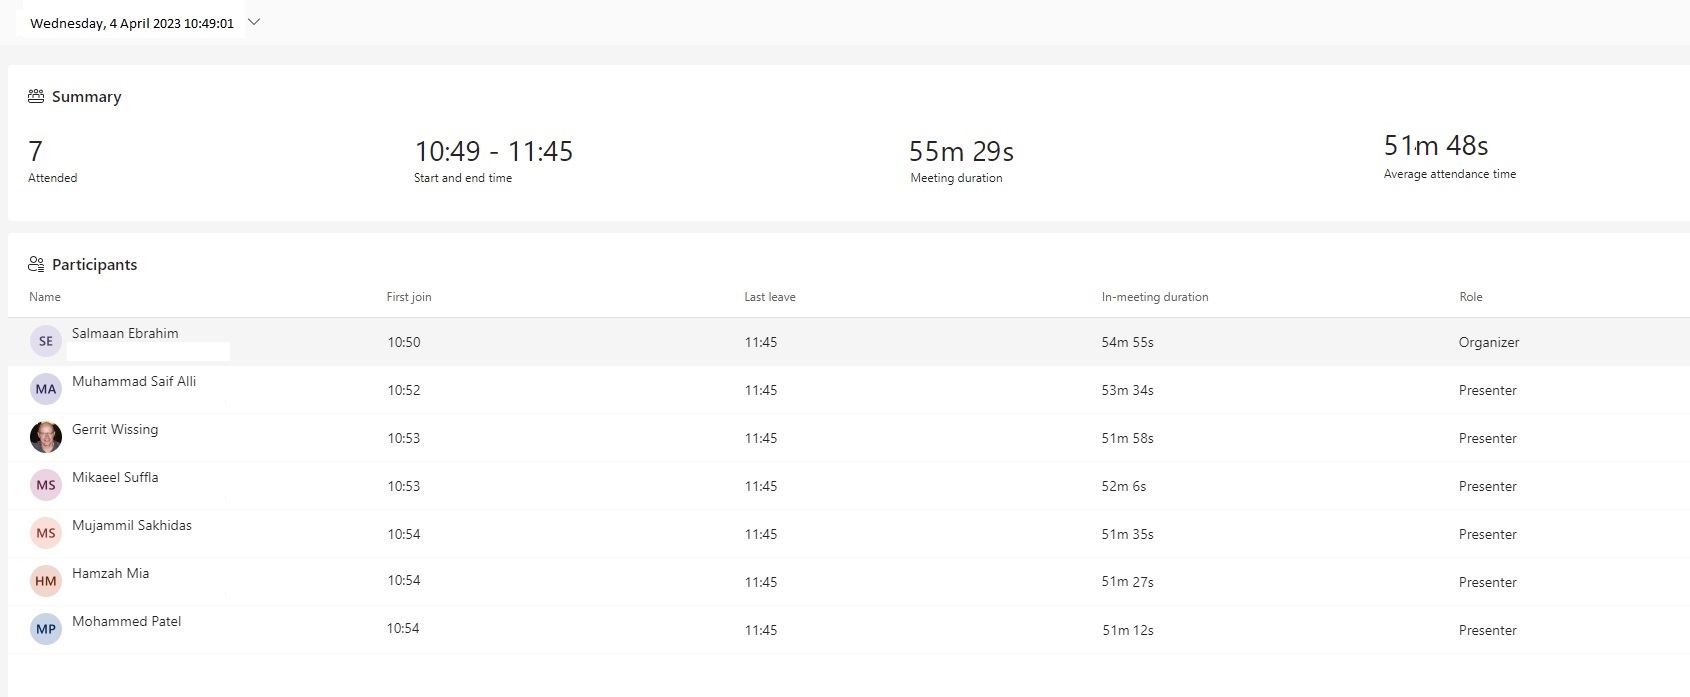 Wednesday, 4 April 2023 10:49:01
Summary
7
10:49 - 11:45
55m 29s
51m 48s
Attended
Start and end time
Meeting duration
Average attendance time
Participants
Name First join Last leave In-meeting duration Role
SE Salmaan Ebrahim 10:50 11:45 54m 55s Organizer
MA Muhammad Saif Alli 10:52 11:45 53m 34s Presenter
Gerrit Wissing 10:53 11:45 51m 58s Presenter
MS Mikaeel Suffla 10:53 11:45 52m 6s Presenter
MS Mujammil Sakhidas 10:54 11:45 51m 35s Presenter
HM Hamzah Mia 10:54 11:45 51m 27s Presenter
MP Mohammed Patel 10:54 11:45 51m 12s Presenter